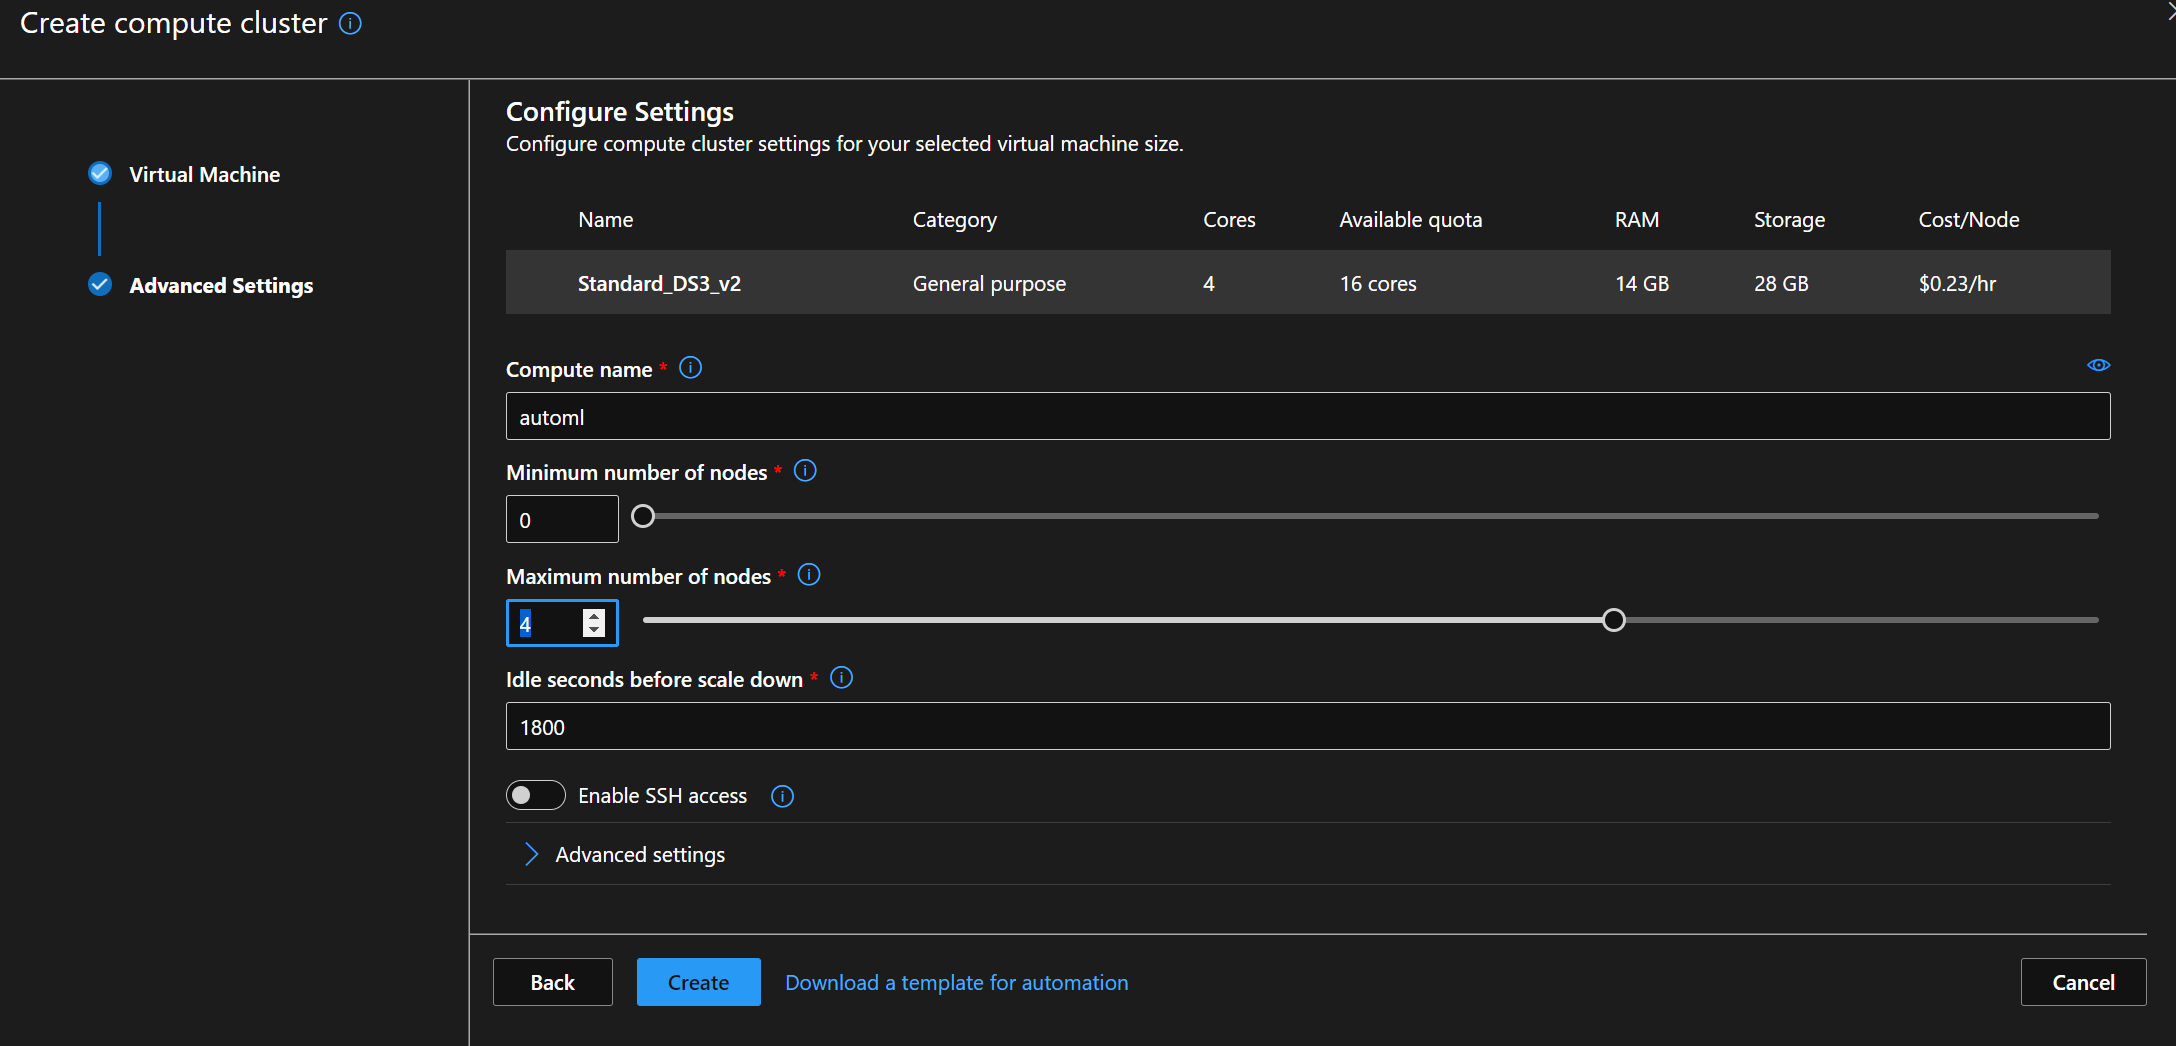 Create compute cluster
Virtual Machine
Advanced Settings
Configure Settings
Configure compute cluster settings for your selected virtual machine size.
Name Category Cores Available quota RAM Storage Cost/Node
Standard_DS3_v2 General purpose 4 16 cores 14 GB 28 GB $0.23/hr
Compute name *
automl
Minimum number of nodes *
0
Maximum number of nodes *
4
Idle seconds before scale down *
1800
Enable SSH access
Advanced settings
Back Create Download a template for automation Cancel